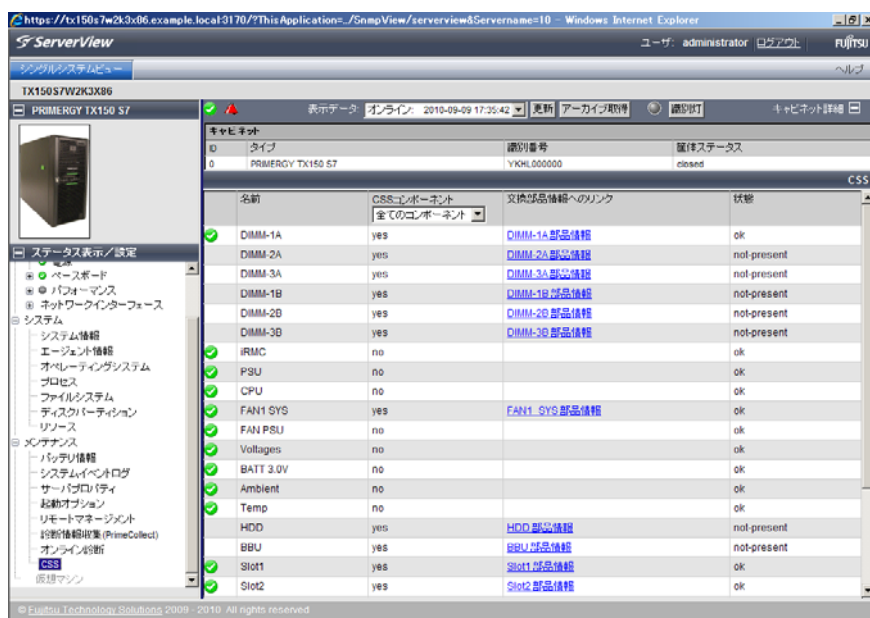 https://tx150s7w2k3x86.example.local:3170/?ThisApplication=../SnmpView/serverview&Servername=10 - Windows Internet Explorer
ServerView
ユーザ: administrator ログアウト FUJITSU
シングルシステムビュー ヘルプ
TX150S7W2K3X86
PRIMERGY TX150 S7
表示データ: オンライン: 2010-09-09 17:35:42 更新 アーカイブ取得 識別灯 キャビネット詳細
キャビネット
ID タイプ 識別番号 筐体ステータス
0 PRIMERGY TX150 S7 YKHL000000 closed
CSS
名前 CSSコンポーネント 交換部品情報へのリンク 状態
全てのコンポーネント
DIMM-1A yes DIMM-1A 部品情報 ok
DIMM-2A yes DIMM-2A 部品情報 not-present
DIMM-3A yes DIMM-3A 部品情報 not-present
DIMM-1B yes DIMM-1B 部品情報 not-present
DIMM-2B yes DIMM-2B 部品情報 not-present
DIMM-3B yes DIMM-3B 部品情報 not-present
iRMC no ok
PSU no ok
CPU no ok
FAN1 SYS yes FAN1 SYS 部品情報 ok
FAN PSU no ok
Voltages no ok
BATT 3.0V no ok
Ambient no ok
Temp no ok
HDD yes HDD 部品情報 not-present
BBU yes BBU 部品情報 not-present
Slot1 yes Slot1 部品情報 ok
Slot2 yes Slot2 部品情報 ok
ステータス表示/設定
電源
ベースボード
パフォーマンス
ネットワークインターフェース
システム
システム情報
エージェント情報
オペレーティングシステム
プロセス
ファイルシステム
ディスクパーティション
リソース
メンテナンス
バッテリ情報
システムイベントログ
サーバプロパティ
起動オプション
リモートマネージメント
診断情報収集 (PrimeCollect)
オンライン診断
CSS
仮想マシン
© Fujitsu Technology Solutions 2009 - 2010 All rights reserved